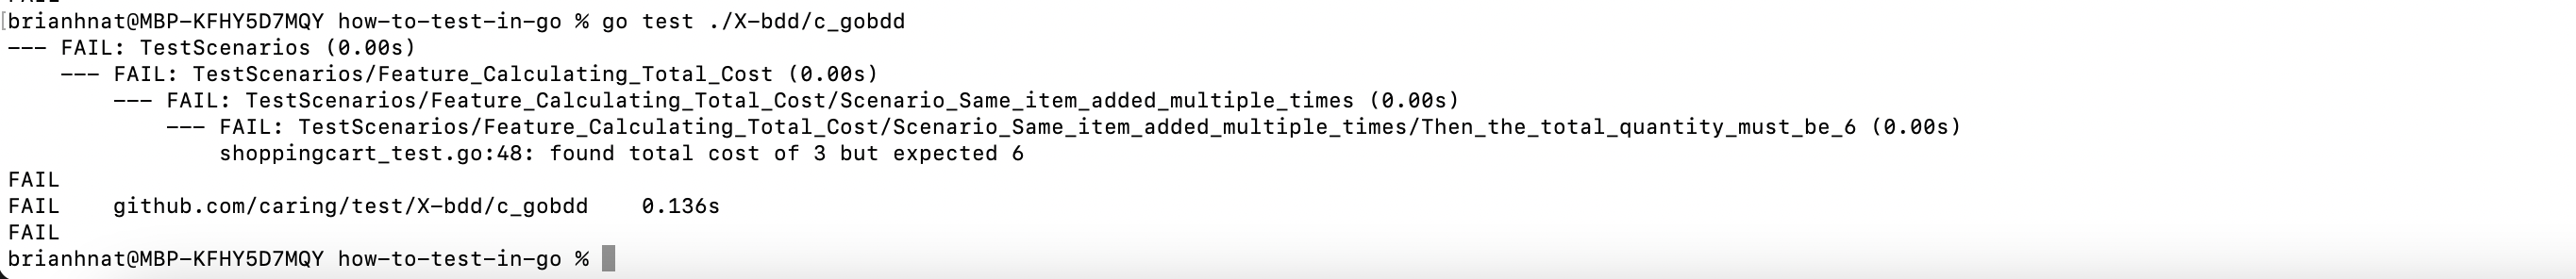 FAIL
[brianhnat@MBP-KFHY5D7MQY how-to-test-in-go % go test ./X-bdd/c_gobdd
--- FAIL: TestScenarios (0.00s)
    --- FAIL: TestScenarios/Feature_Calculating_Total_Cost (0.00s)
        --- FAIL: TestScenarios/Feature_Calculating_Total_Cost/Scenario_Same_item_added_multiple_times (0.00s)
            --- FAIL: TestScenarios/Feature_Calculating_Total_Cost/Scenario_Same_item_added_multiple_times/Then_the_total_quantity_must_be_6 (0.00s)
                shoppingcart_test.go:48: found total cost of 3 but expected 6
FAIL
FAIL    github.com/caring/test/X-bdd/c_gobdd    0.136s
FAIL
brianhnat@MBP-KFHY5D7MQY how-to-test-in-go %